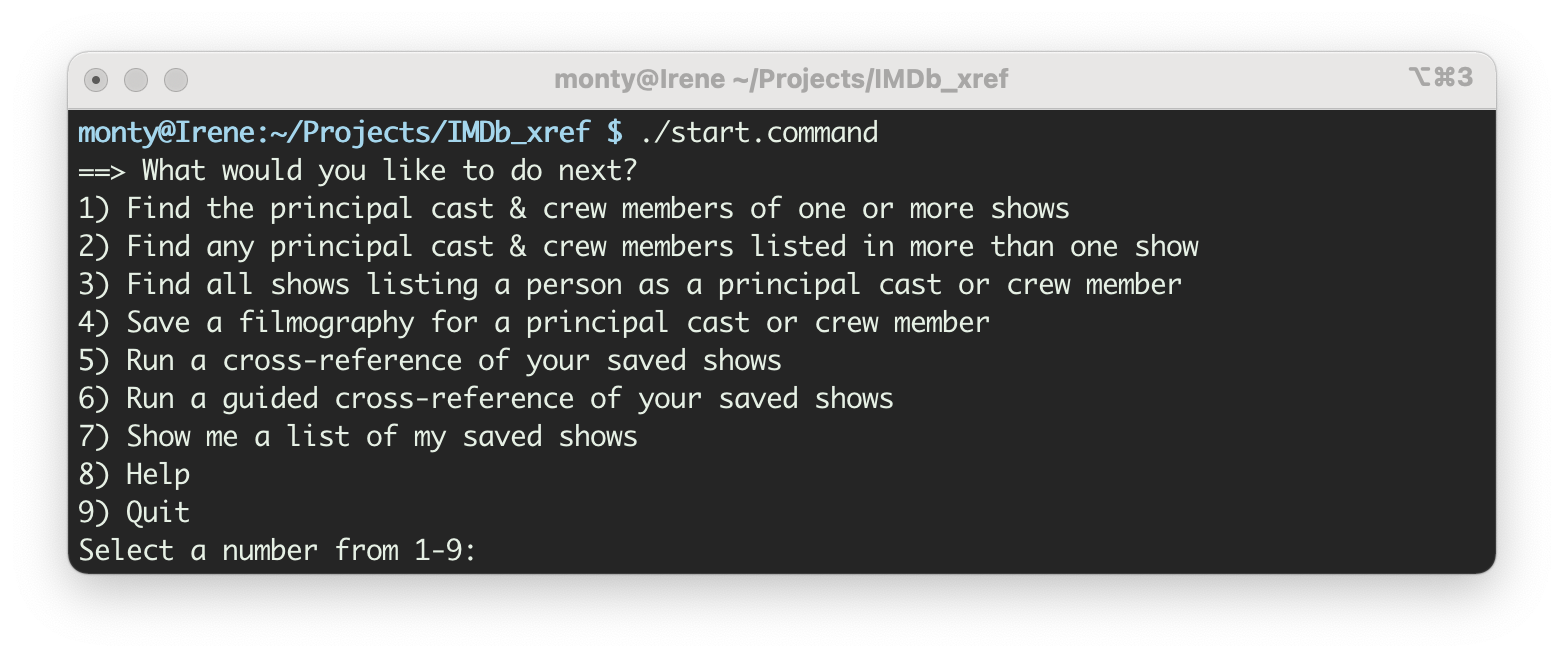 monty@Irene ~/Projects/IMDb_xref ⌥⌘3
monty@Irene:~/Projects/IMDb_xref $ ./start.command
==> What would you like to do next?
1) Find the principal cast & crew members of one or more shows
2) Find any principal cast & crew members listed in more than one show
3) Find all shows listing a person as a principal cast or crew member
4) Save a filmography for a principal cast or crew member
5) Run a cross-reference of your saved shows
6) Run a guided cross-reference of your saved shows
7) Show me a list of my saved shows
8) Help
9) Quit
Select a number from 1-9: